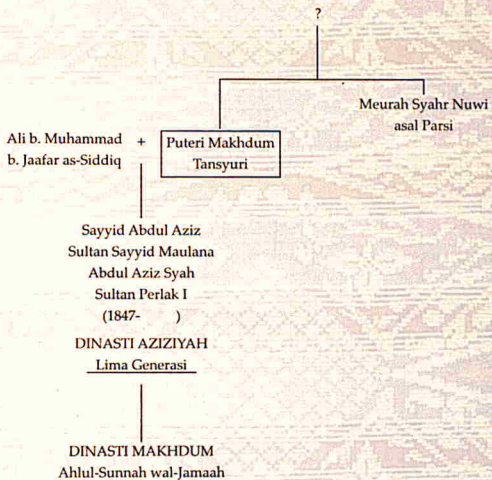 ?
Meurah Syahr Nuwi
asal Parsi
Ali b. Muhammad
b. Jaafar as-Siddiq
+
Puteri Makhdum
Tansyuri
Sayyid Abdul Aziz
Sultan Sayyid Maulana
Abdul Aziz Syah
Sultan Perlak I
(1847- )
DINASTI AZIZIYAH
Lima Generasi
DINASTI MAKHDUM
Ahlul-Sunnah wal-Jamaah